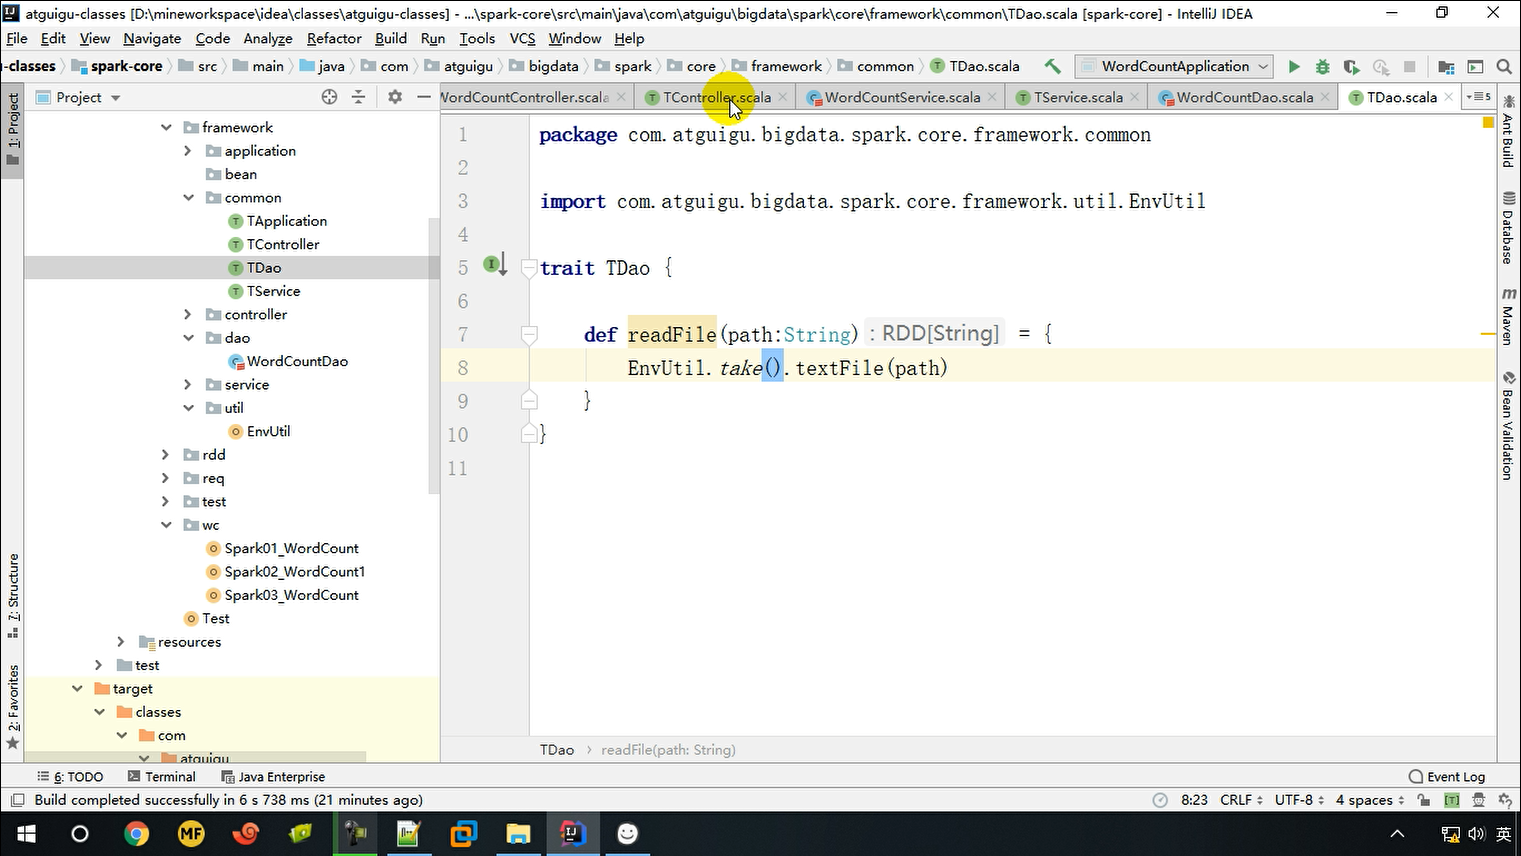 atguigu-classes [D:\mineworkspace\idea\classes\atguigu-classes] - ...\spark-core\src\main\java\com\atguigu\bigdata\spark\core\framework\common\TDao.scala [spark-core] - IntelliJ IDEA
File Edit View Navigate Code Analyze Refactor Build Run Tools VCS Window Help
-classes spark-core src main java com atguigu bigdata spark core framework common TDao.scala WordCountApplication
Project
WordCountController.scala TController.scala WordCountService.scala TService.scala WordCountDao.scala TDao.scala 5
1: Project
7: Structure
2: Favorites
framework
application
bean
common
TApplication
TController
TDao
TService
controller
dao
WordCountDao
service
util
EnvUtil
rdd
req
test
wc
Spark01_WordCount
Spark02_WordCount1
Spark03_WordCount
Test
resources
test
target
classes
com
atguigu
1 package com.atguigu.bigdata.spark.core.framework.common
2
3 import com.atguigu.bigdata.spark.core.framework.util.EnvUtil
4
5 trait TDao {
6
7 def readFile(path:String) : RDD[String] = {
8 EnvUtil.take().textFile(path)
9 }
10 }
11
TDao › readFile(path: String)
Ant Build
Database
m Maven
Bean Validation
6: TODO Terminal Java Enterprise Event Log
Build completed successfully in 6 s 738 ms (21 minutes ago) 8:23 CRLF UTF-8 4 spaces [T]
MF 英